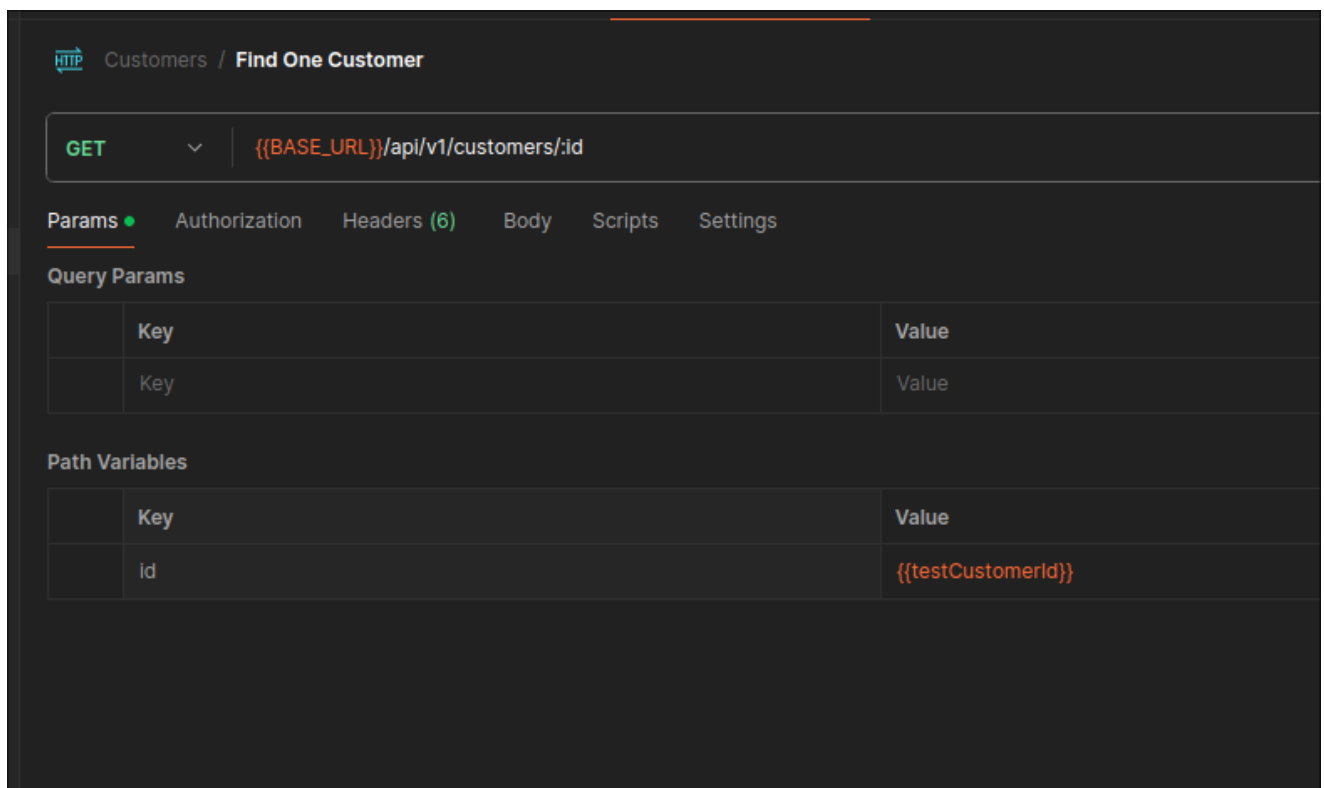 HTTP Customers / Find One Customer
GET {{BASE_URL}}/api/v1/customers/:id
Params Authorization Headers (6) Body Scripts Settings
Query Params
Key Value
Key Value
Path Variables
Key Value
id {{testCustomerId}}